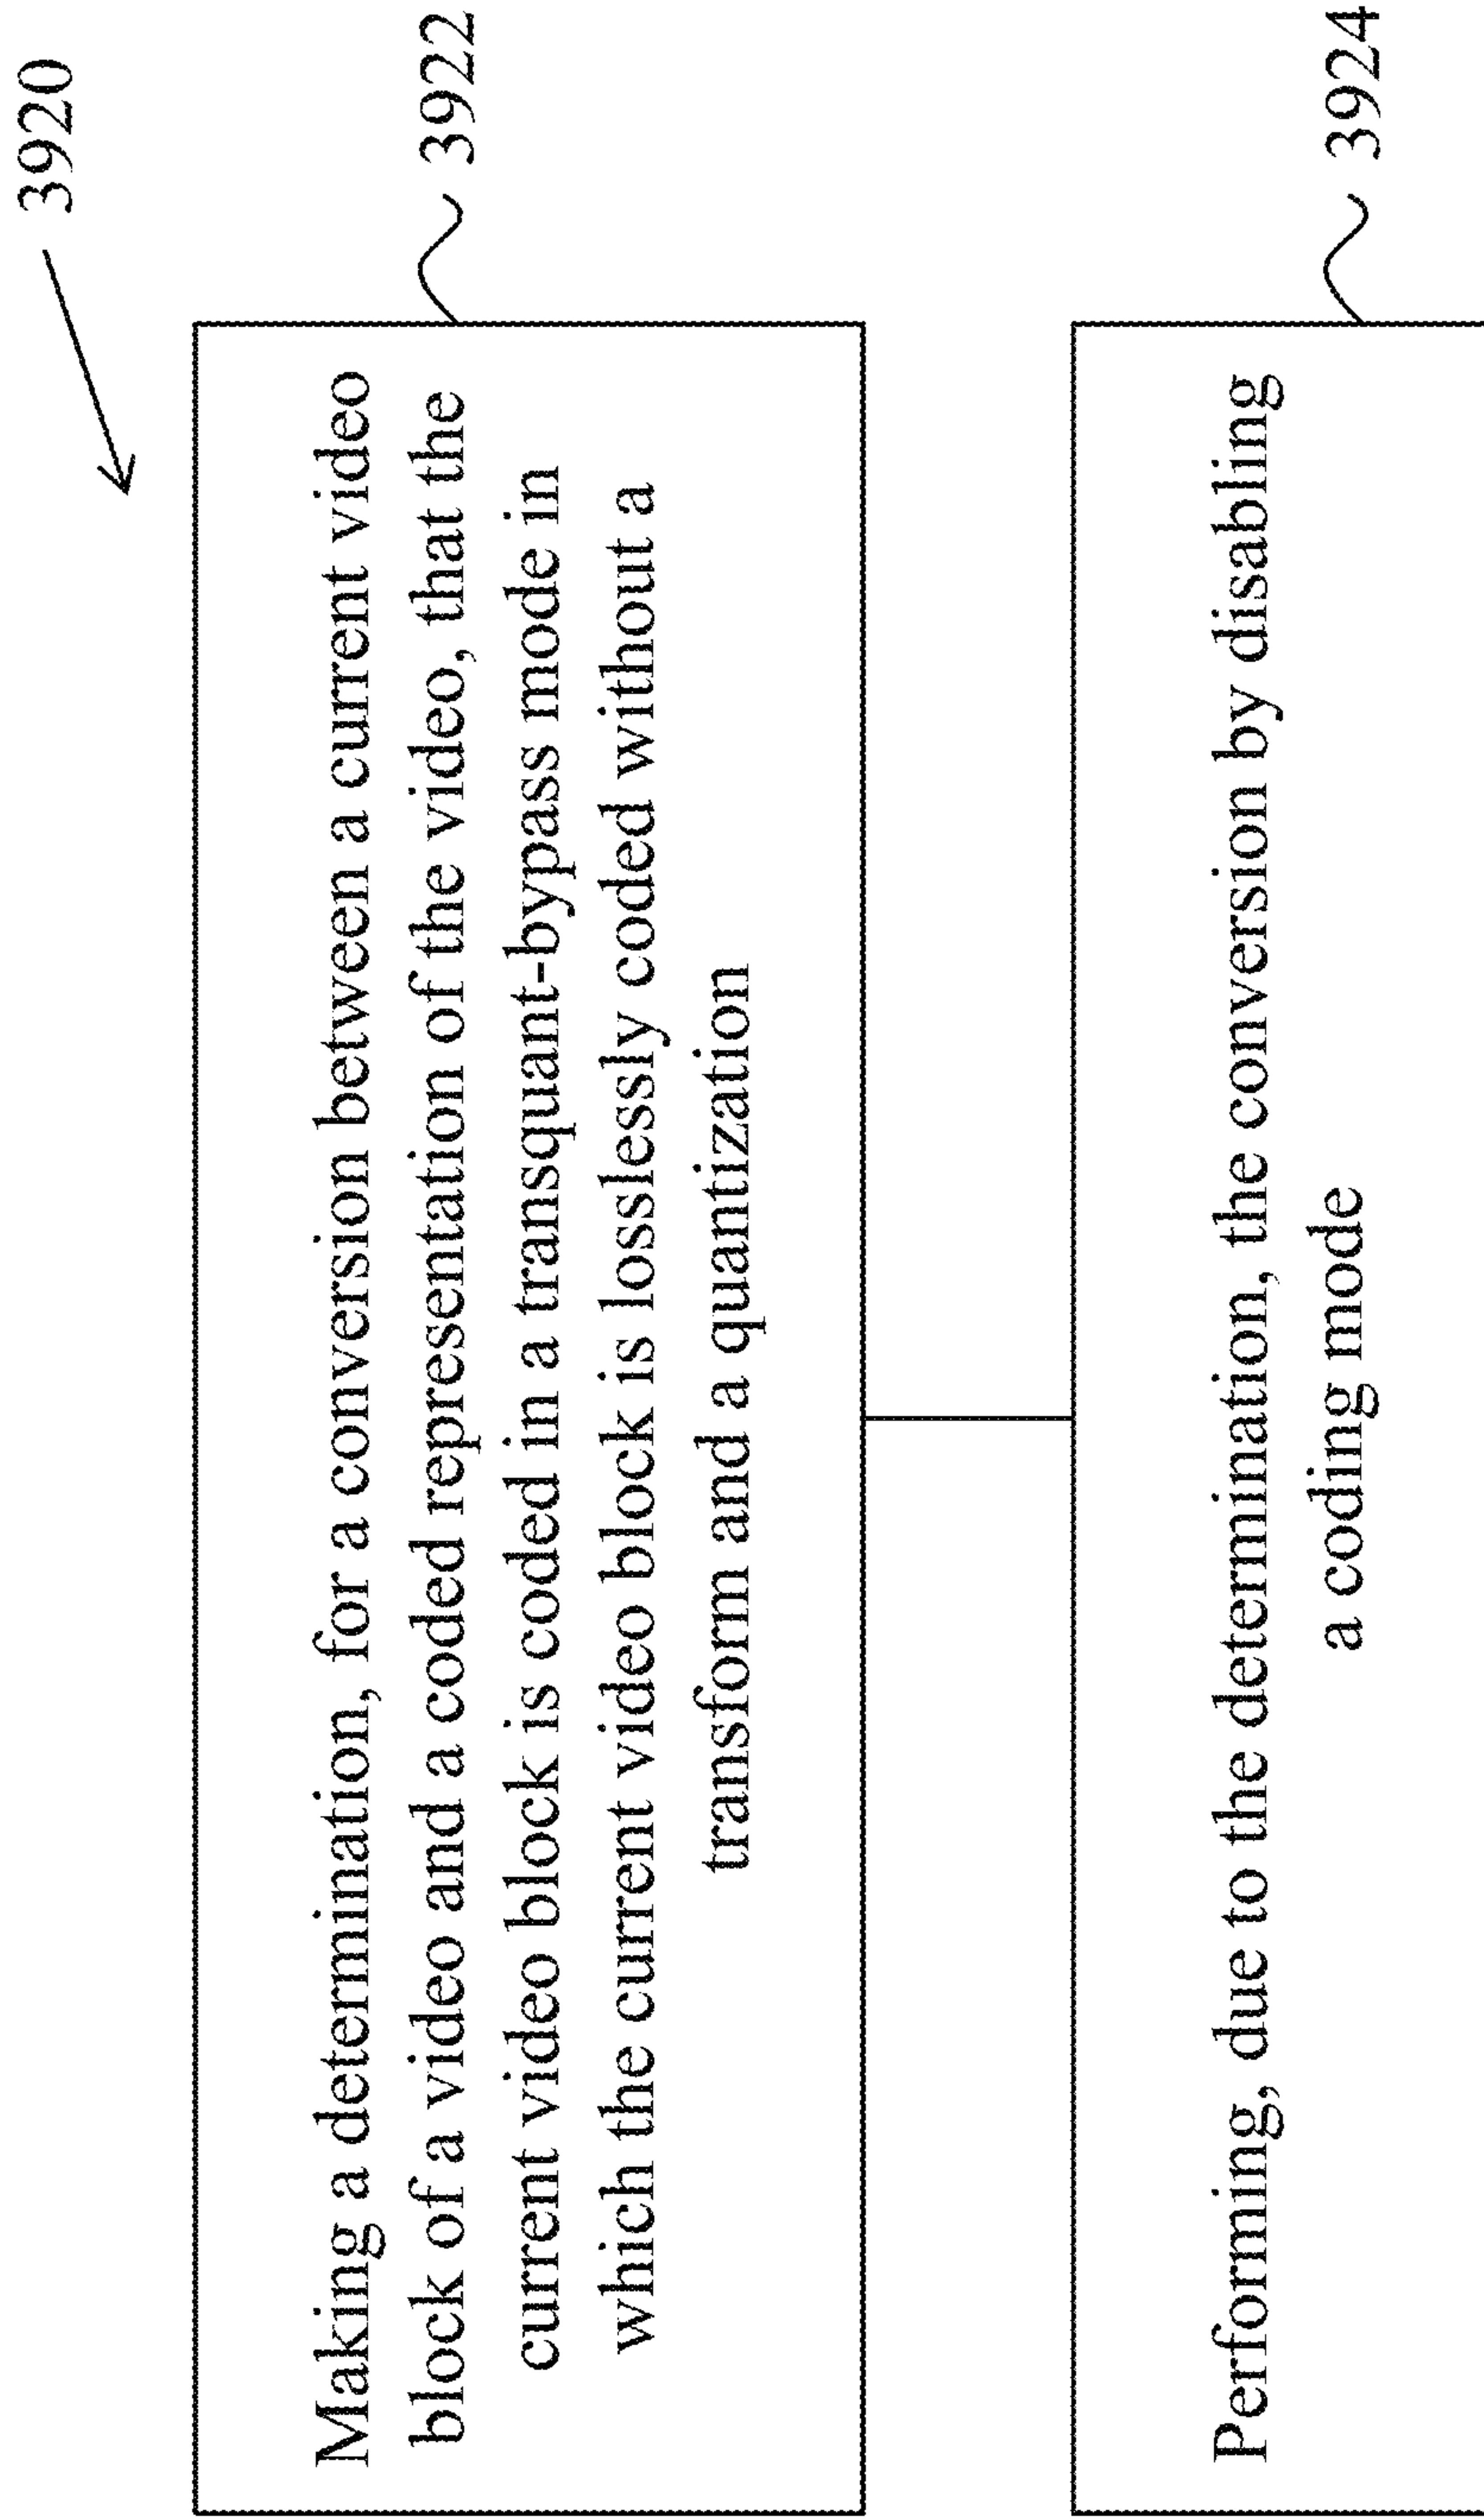 3920
Making a determination, for a conversion between a current video
block of a video and a coded representation of the video, that the
current video block is coded in a transquant-bypass mode in
which the current video block is losslessly coded without a
transform and a quantization
3922
Performing, due to the determination, the conversion by disabling
a coding mode
3924